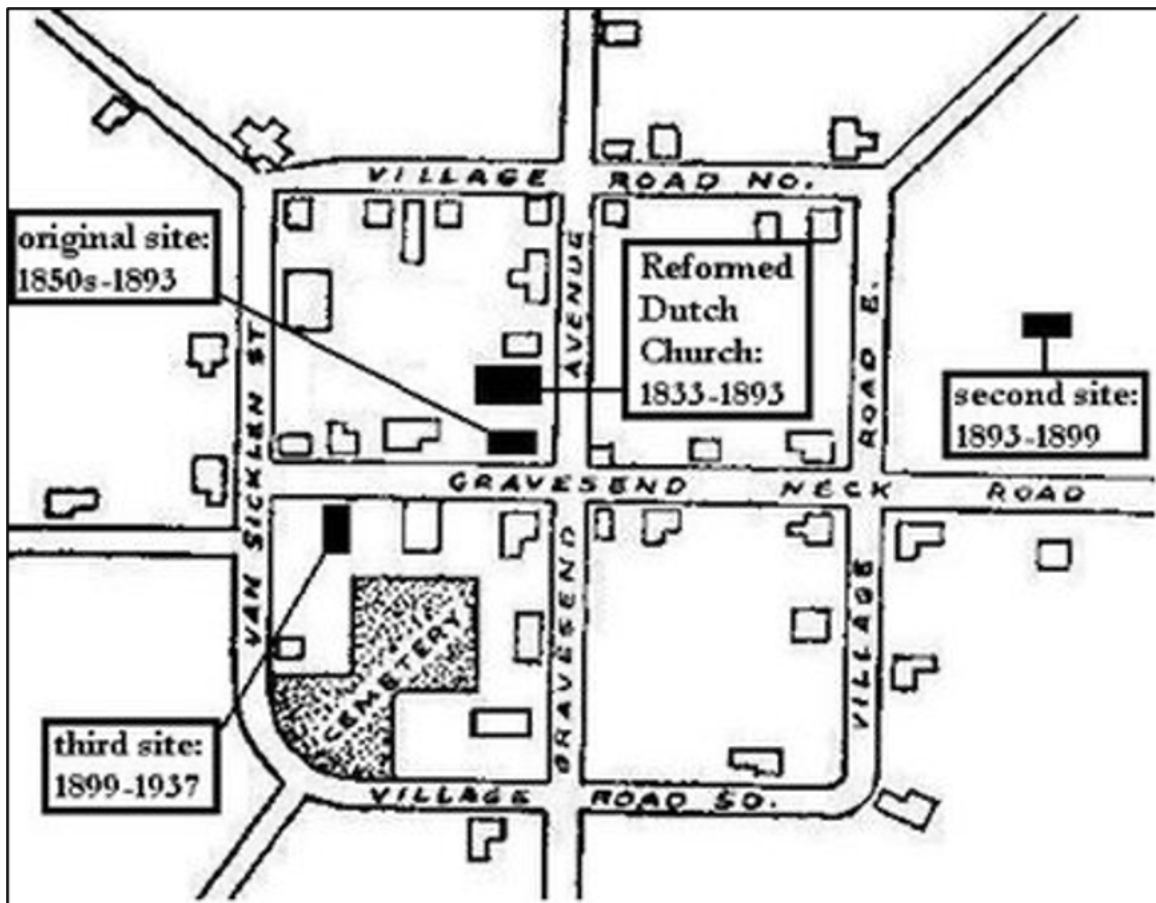 VILLAGE ROAD NO.
original site:
1850s-1893
Reformed
Dutch
Church:
1833-1893
AVENUE
ROAD E.
second site:
1893-1899
VAN SICKLEN ST
GRAVESEND NECK ROAD
CEMETERY
GRAVESEND
VILLAGE
third site:
1899-1937
VILLAGE ROAD SO.